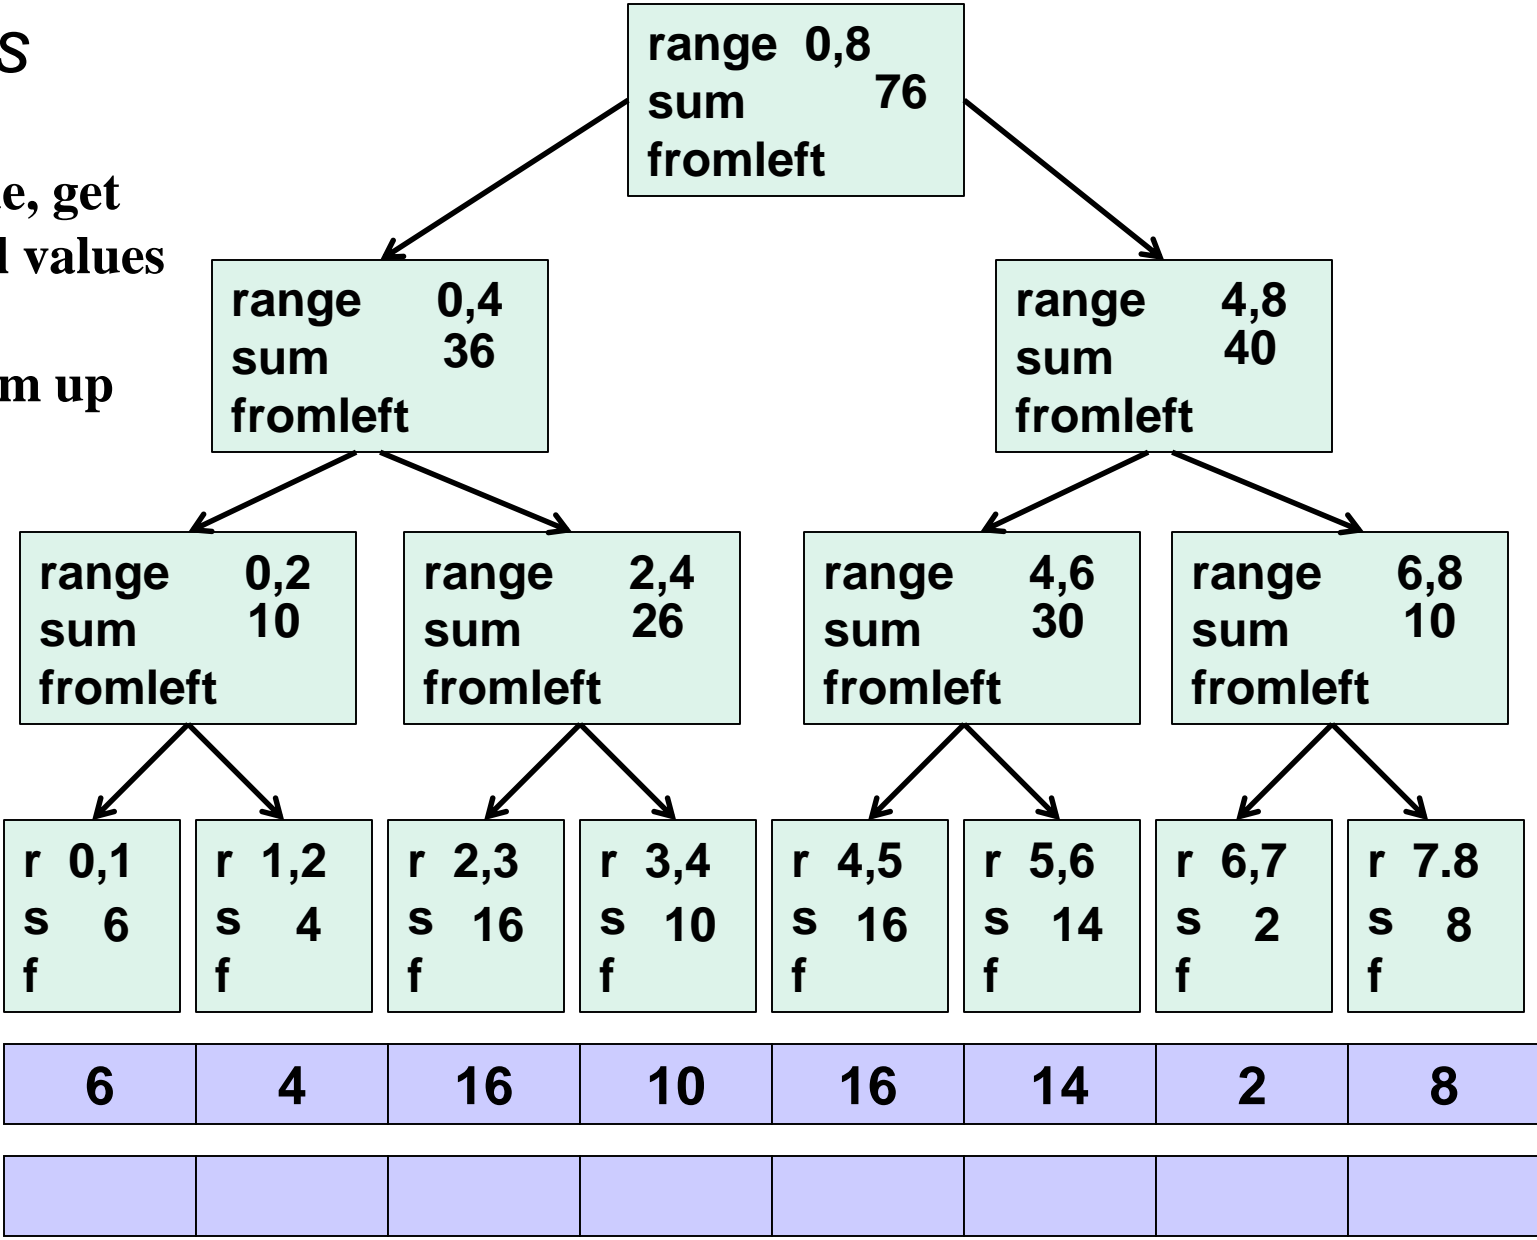 s
range 0,8
sum 76
fromleft
e, get
values
m up
range 0,4
sum 36
fromleft
range 4,8
sum 40
fromleft
range 0,2
sum 10
fromleft
range 2,4
sum 26
fromleft
range 4,6
sum 30
fromleft
range 6,8
sum 10
fromleft
r 0,1
s 6
f
r 1,2
s 4
f
r 2,3
s 16
f
r 3,4
s 10
f
r 4,5
s 16
f
r 5,6
s 14
f
r 6,7
s 2
f
r 7.8
s 8
f
6 4 16 10 16 14 2 8